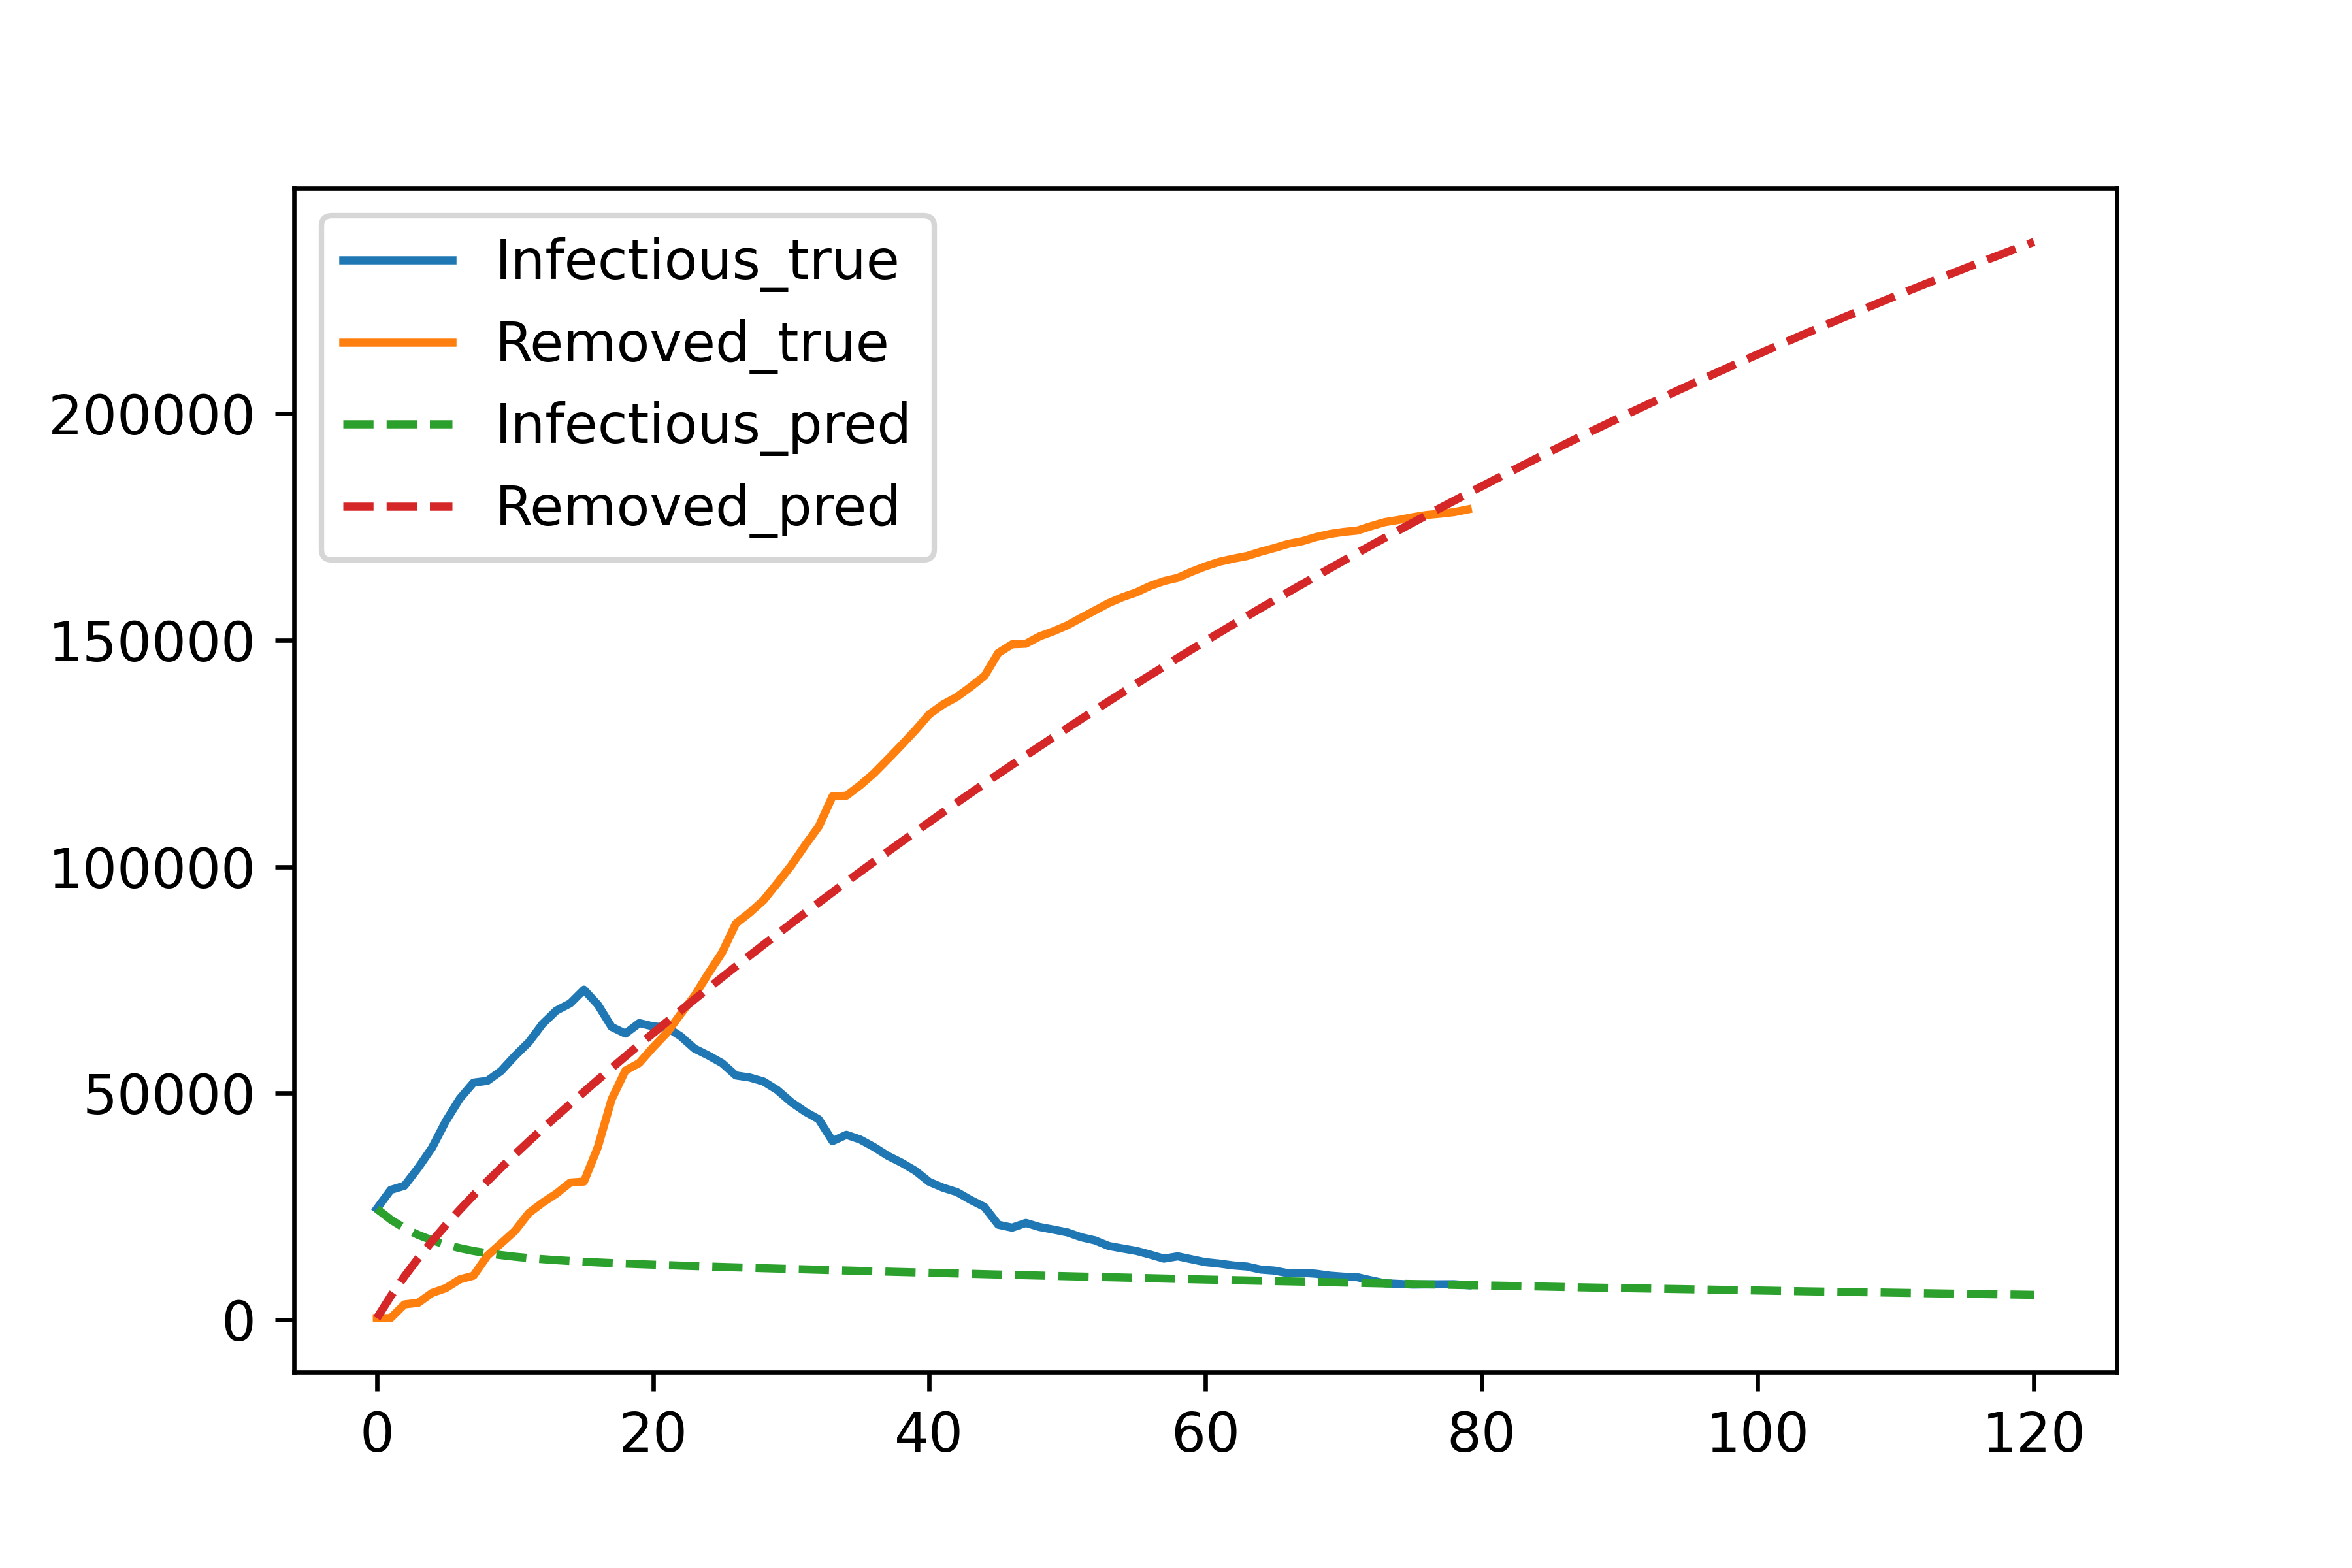 Infectious_true
Removed_true
Infectious_pred
Removed_pred
200000
150000
100000
50000
0
0 20 40 60 80 100 120